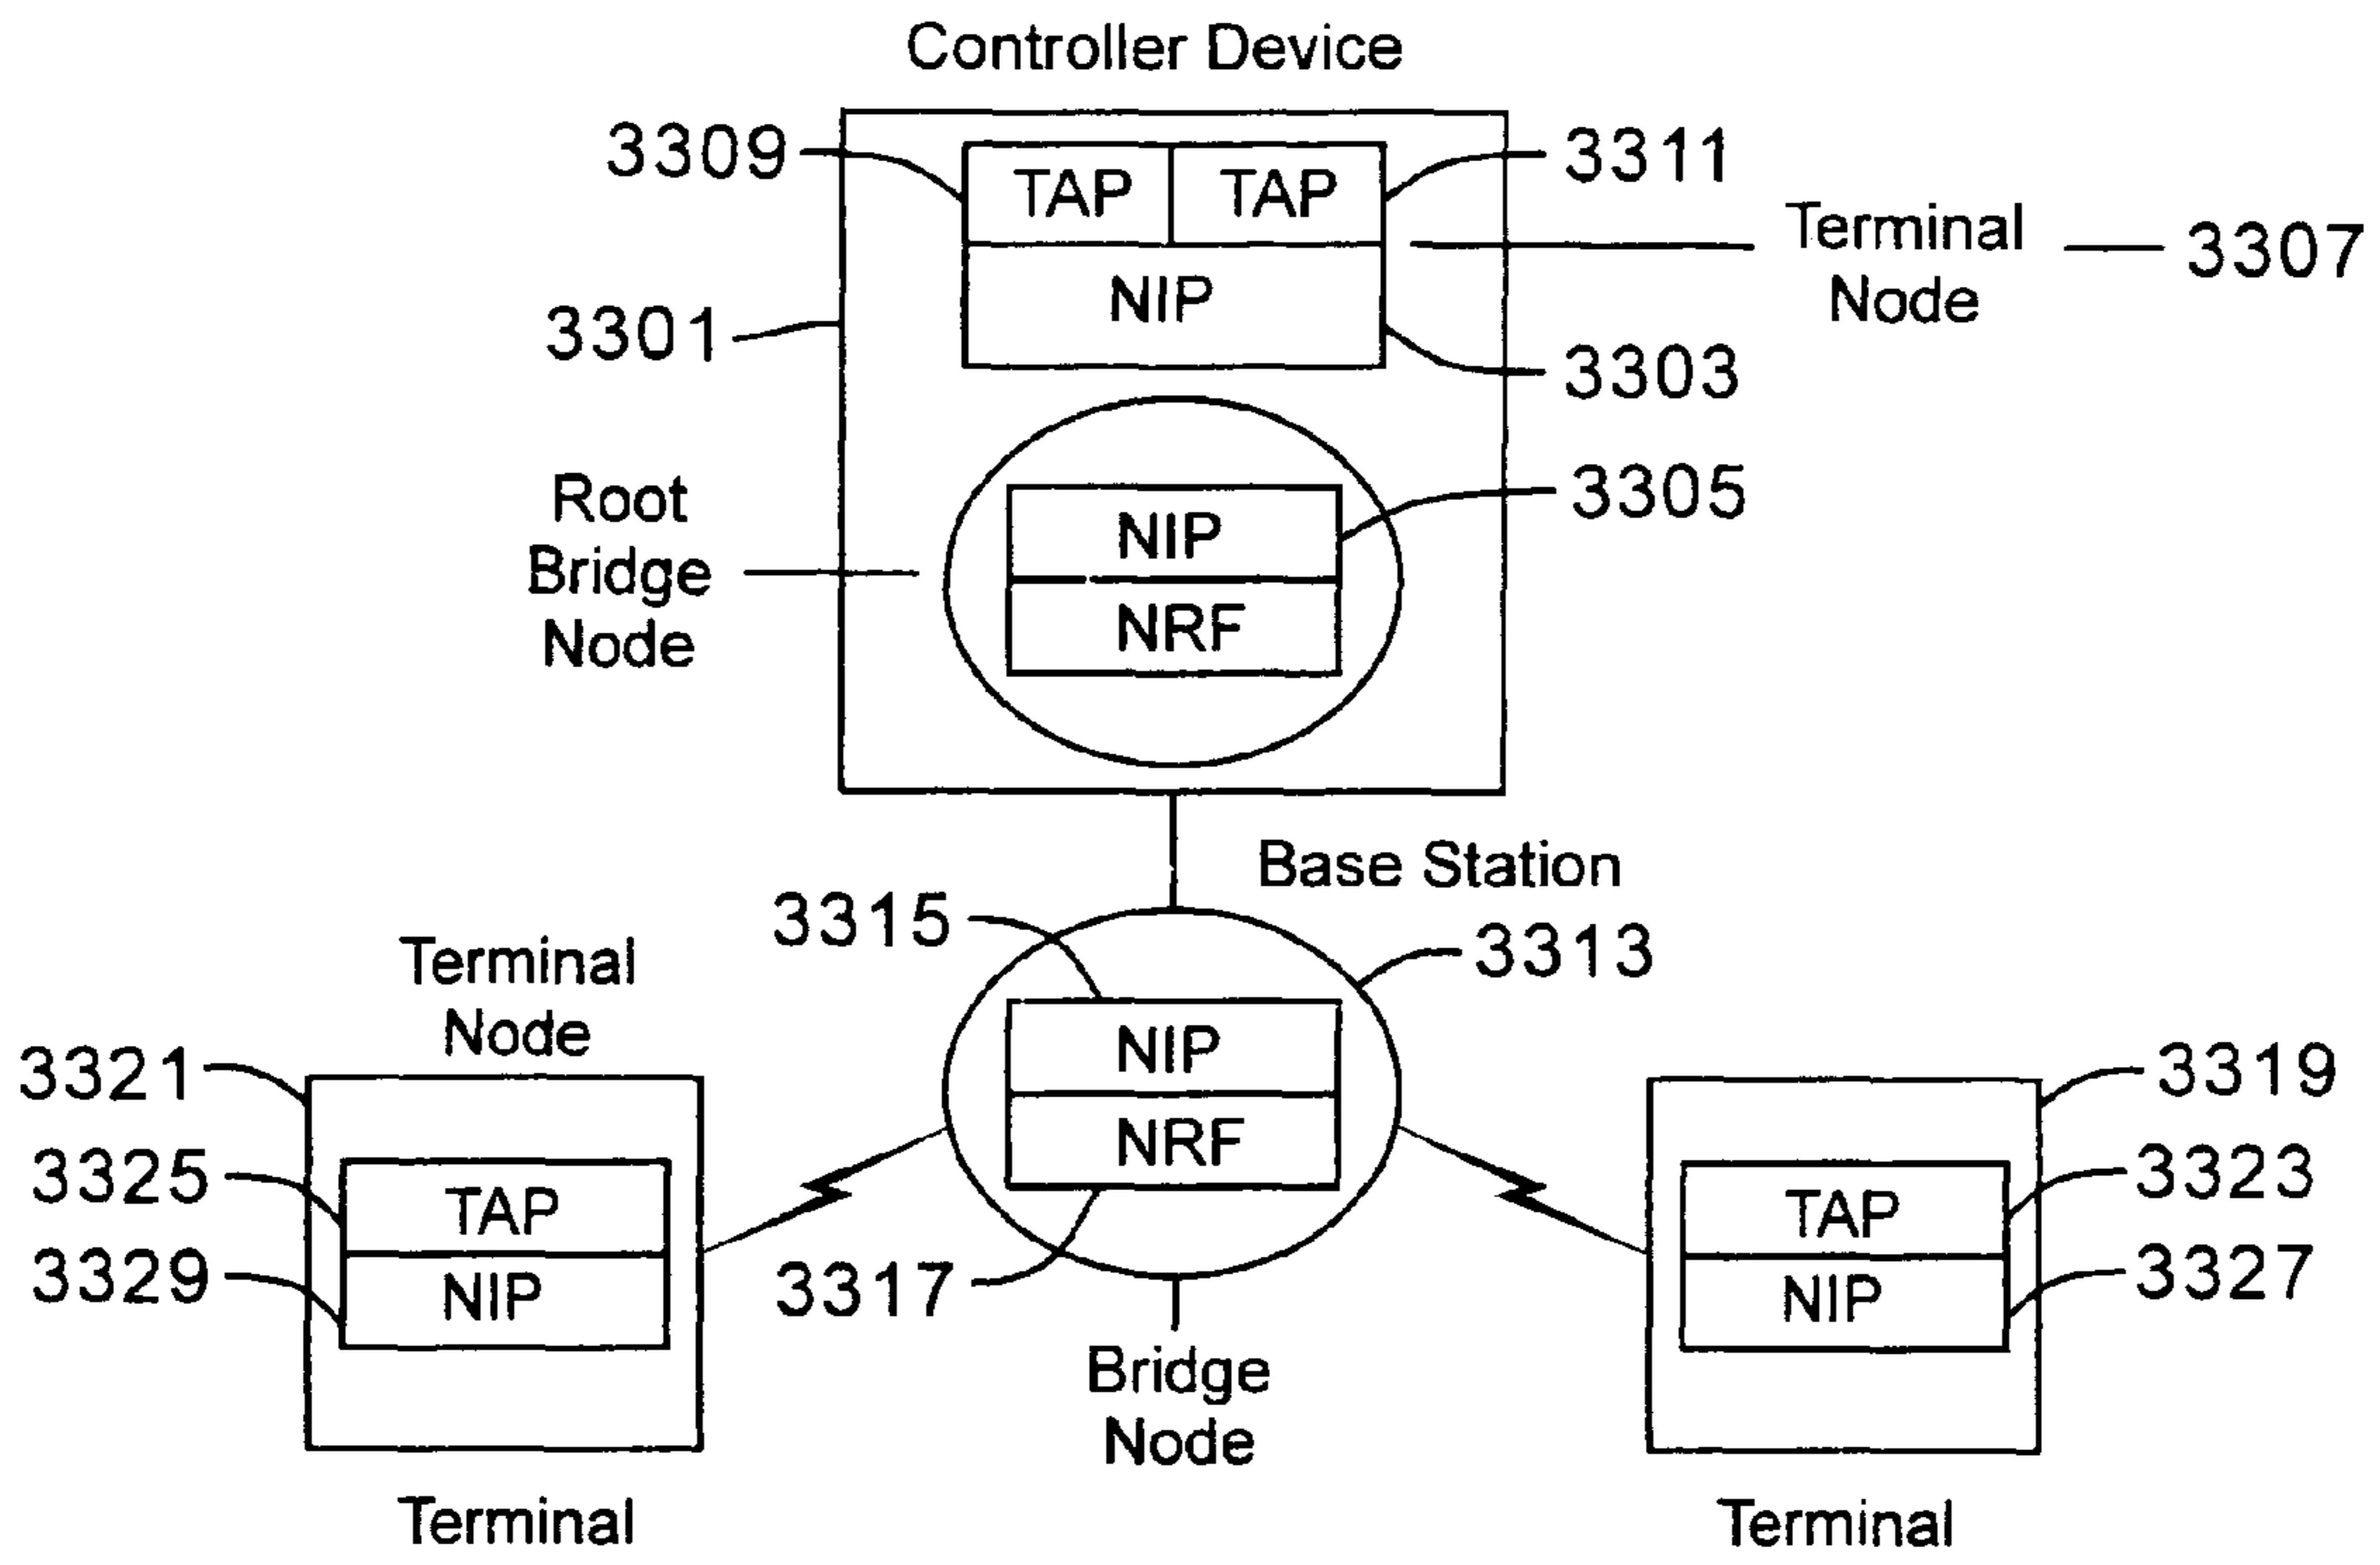 Controller Device
3309
TAP
TAP
3311
Terminal
Node
3307
NIP
3301
3303
Root
Bridge
Node
NIP
NRF
3305
Base Station
3315
3313
Terminal
Node
3321
NIP
NRF
3319
3325
TAP
TAP
3323
3329
NIP
3317
NIP
3327
Bridge
Node
Terminal
Terminal